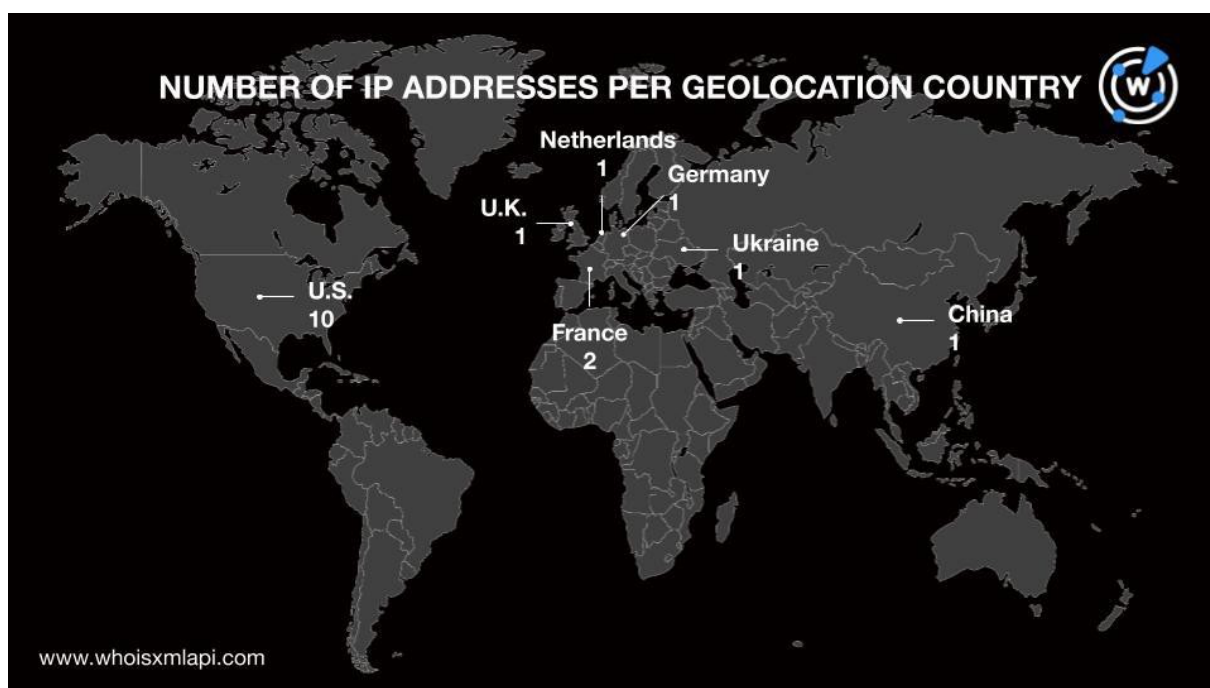 NUMBER OF IP ADDRESSES PER GEOLOCATION COUNTRY
W
Netherlands
1
Germany
1
U.K.
1
Ukraine
1
U.S.
10
China
1
France
2
www.whoisxmlapi.com